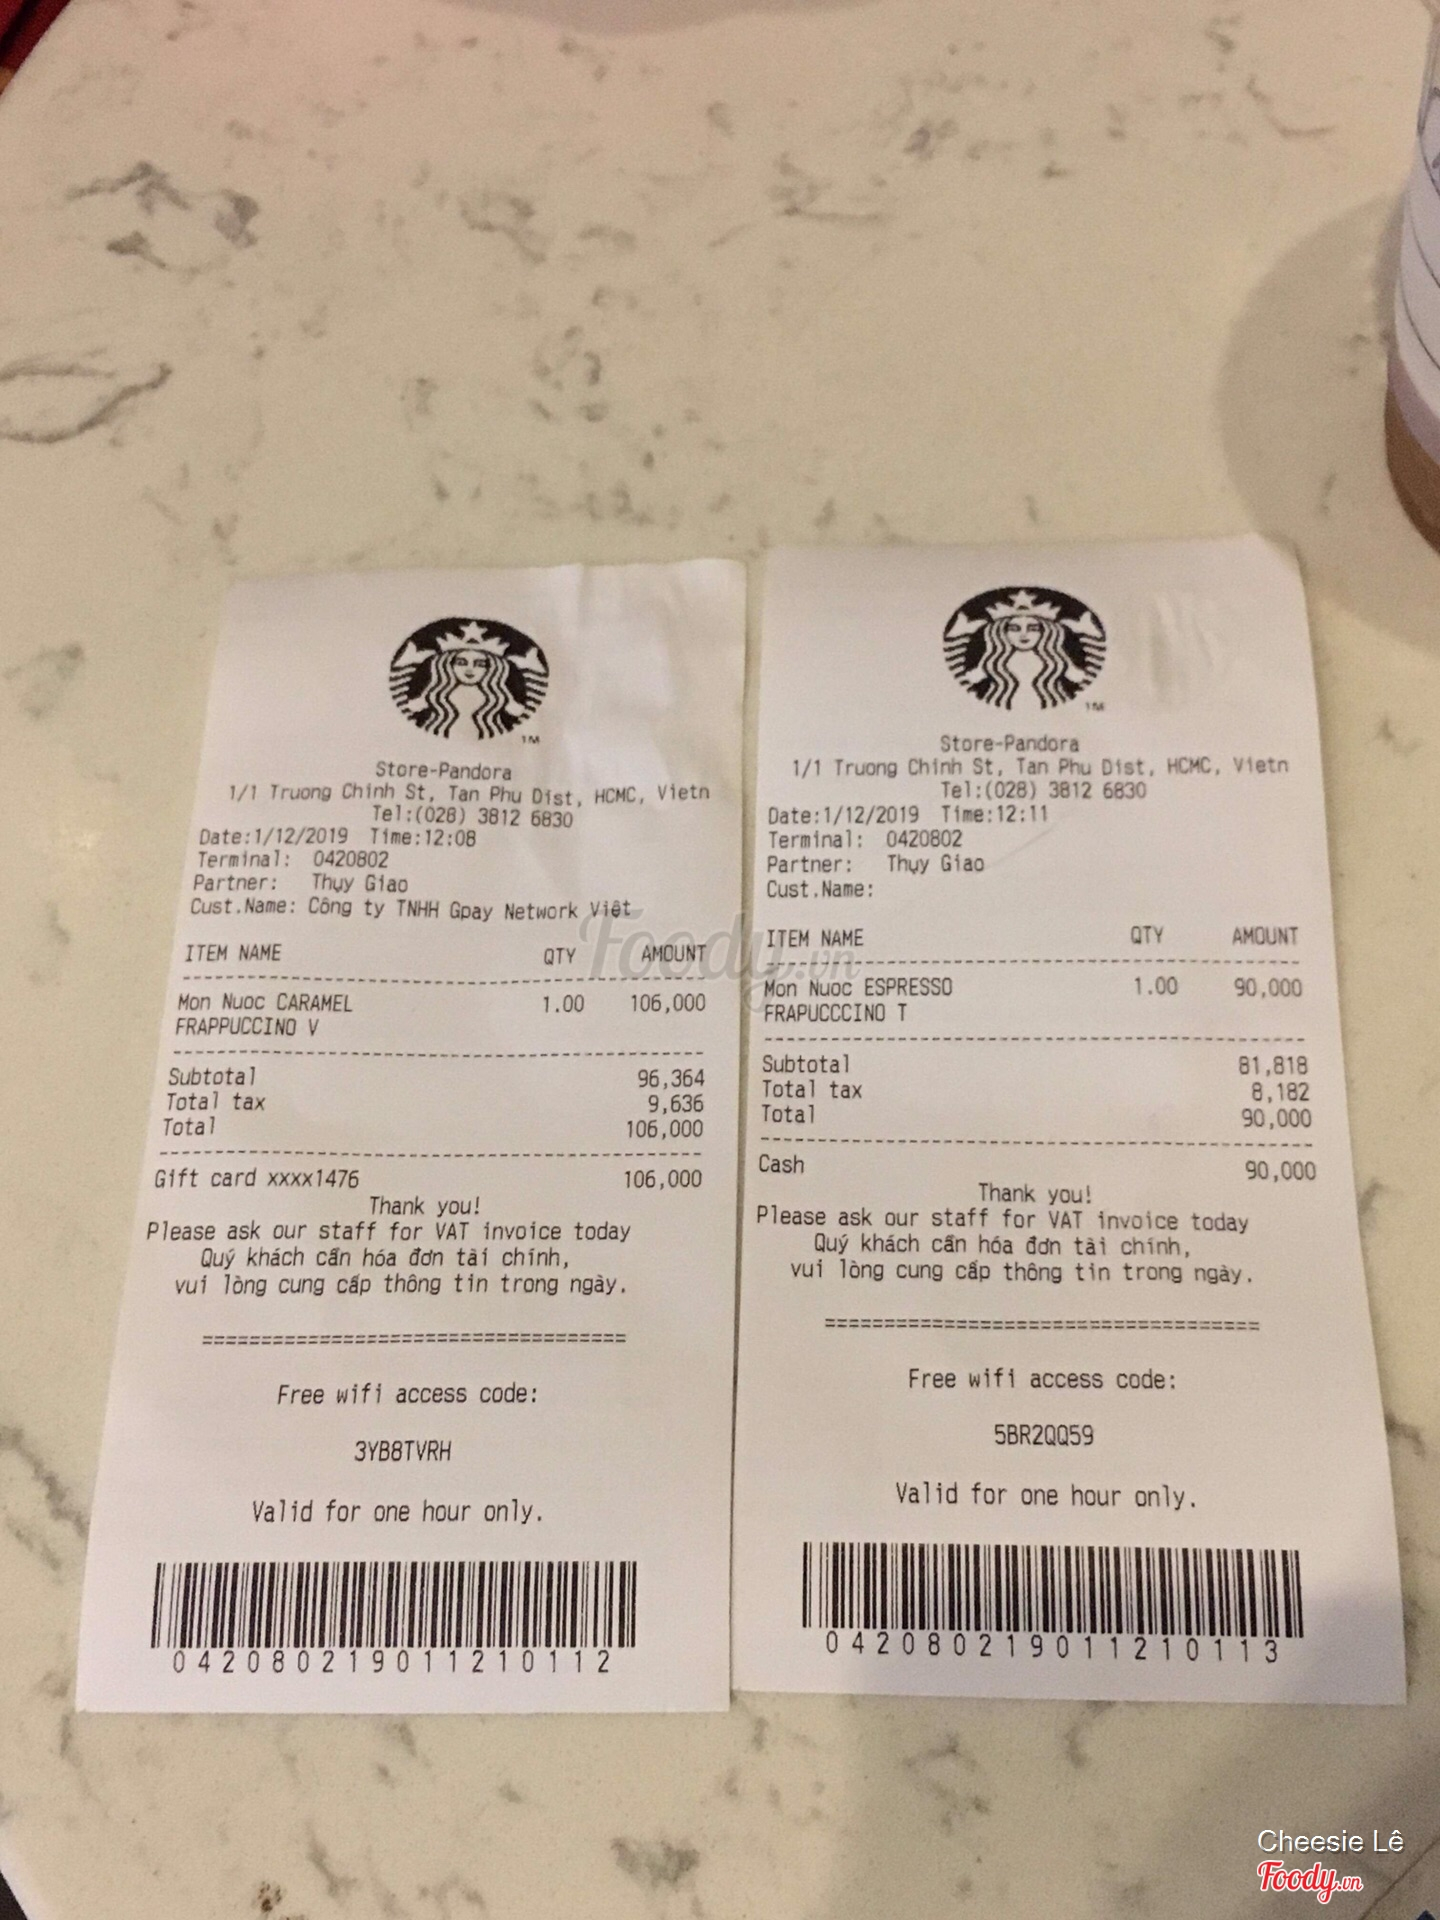 TM
Store-Pandora
1/1 Truong Chinh St, Tan Phu Dist, HCMC, Vietn
Tel:(028) 3812 6830
Date:1/12/2019 Time:12:08
Terminal: 0420802
Partner: Thụy Giao
Cust.Name: Công ty TNHH Gpay Network Việt
ITEM NAME QTY AMOUNT
Mon Nuoc CARAMEL 1.00 106,000
FRAPPUCCINO V
Subtotal 96,364
Total tax 9,636
Total 106,000
Gift card xxxx1476 106,000
Thank you!
Please ask our staff for VAT invoice today
Quý khách cần hóa đơn tài chính,
vui lòng cung cấp thông tin trong ngày.
===================================
Free wifi access code:
3YB8TVRH
Valid for one hour only.
042080219011210112
TM
Store-Pandora
1/1 Truong Chinh St, Tan Phu Dist, HCMC, Vietn
Tel:(028) 3812 6830
Date:1/12/2019 Time:12:11
Terminal: 0420802
Partner: Thụy Giao
Cust.Name:
ITEM NAME QTY AMOUNT
Mon Nuoc ESPRESSO 1.00 90,000
FRAPUCCCINO T
Subtotal 81,818
Total tax 8,182
Total 90,000
Cash 90,000
Thank you!
Please ask our staff for VAT invoice today
Quý khách cần hóa đơn tài chính,
vui lòng cung cấp thông tin trong ngày.
===================================
Free wifi access code:
5BR2QQ59
Valid for one hour only.
042080219011210113
Foody.vn
Cheesie Lê
Foody.vn